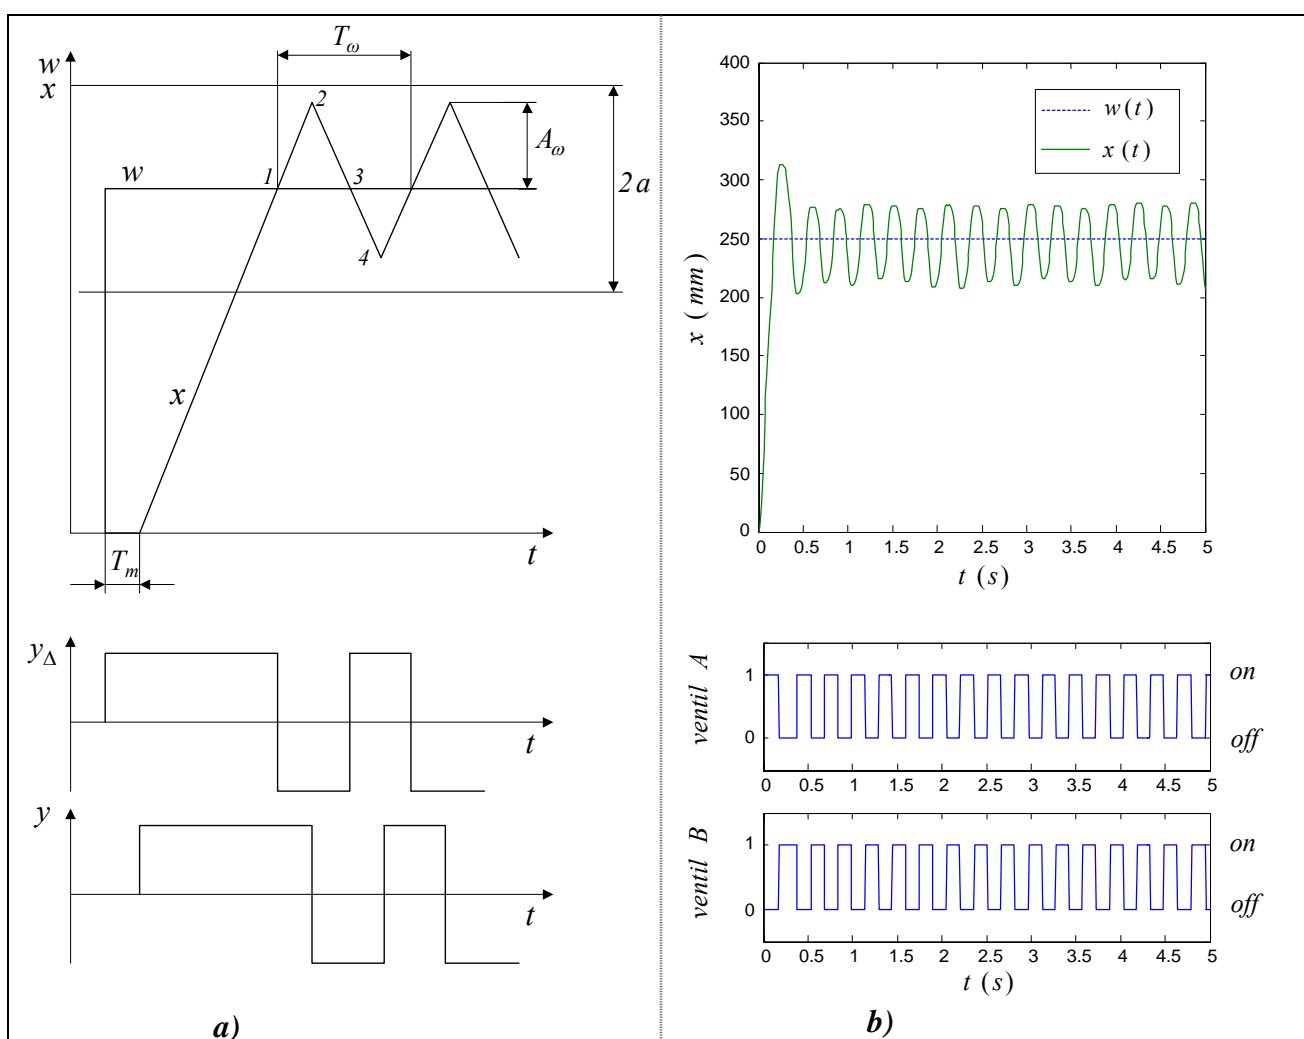 w
x
T_ω
2
A_ω
w
1
3
2a
4
x
t
T_m
y_Δ
t
y
t
a)
400
350
300
250
200
150
100
50
0
x (mm)
w(t)
x(t)
0 0.5 1 1.5 2 2.5 3 3.5 4 4.5 5
t (s)
ventil A
1
0
on
off
0 0.5 1 1.5 2 2.5 3 3.5 4 4.5 5
ventil B
1
0
on
off
0 0.5 1 1.5 2 2.5 3 3.5 4 4.5 5
t (s)
b)